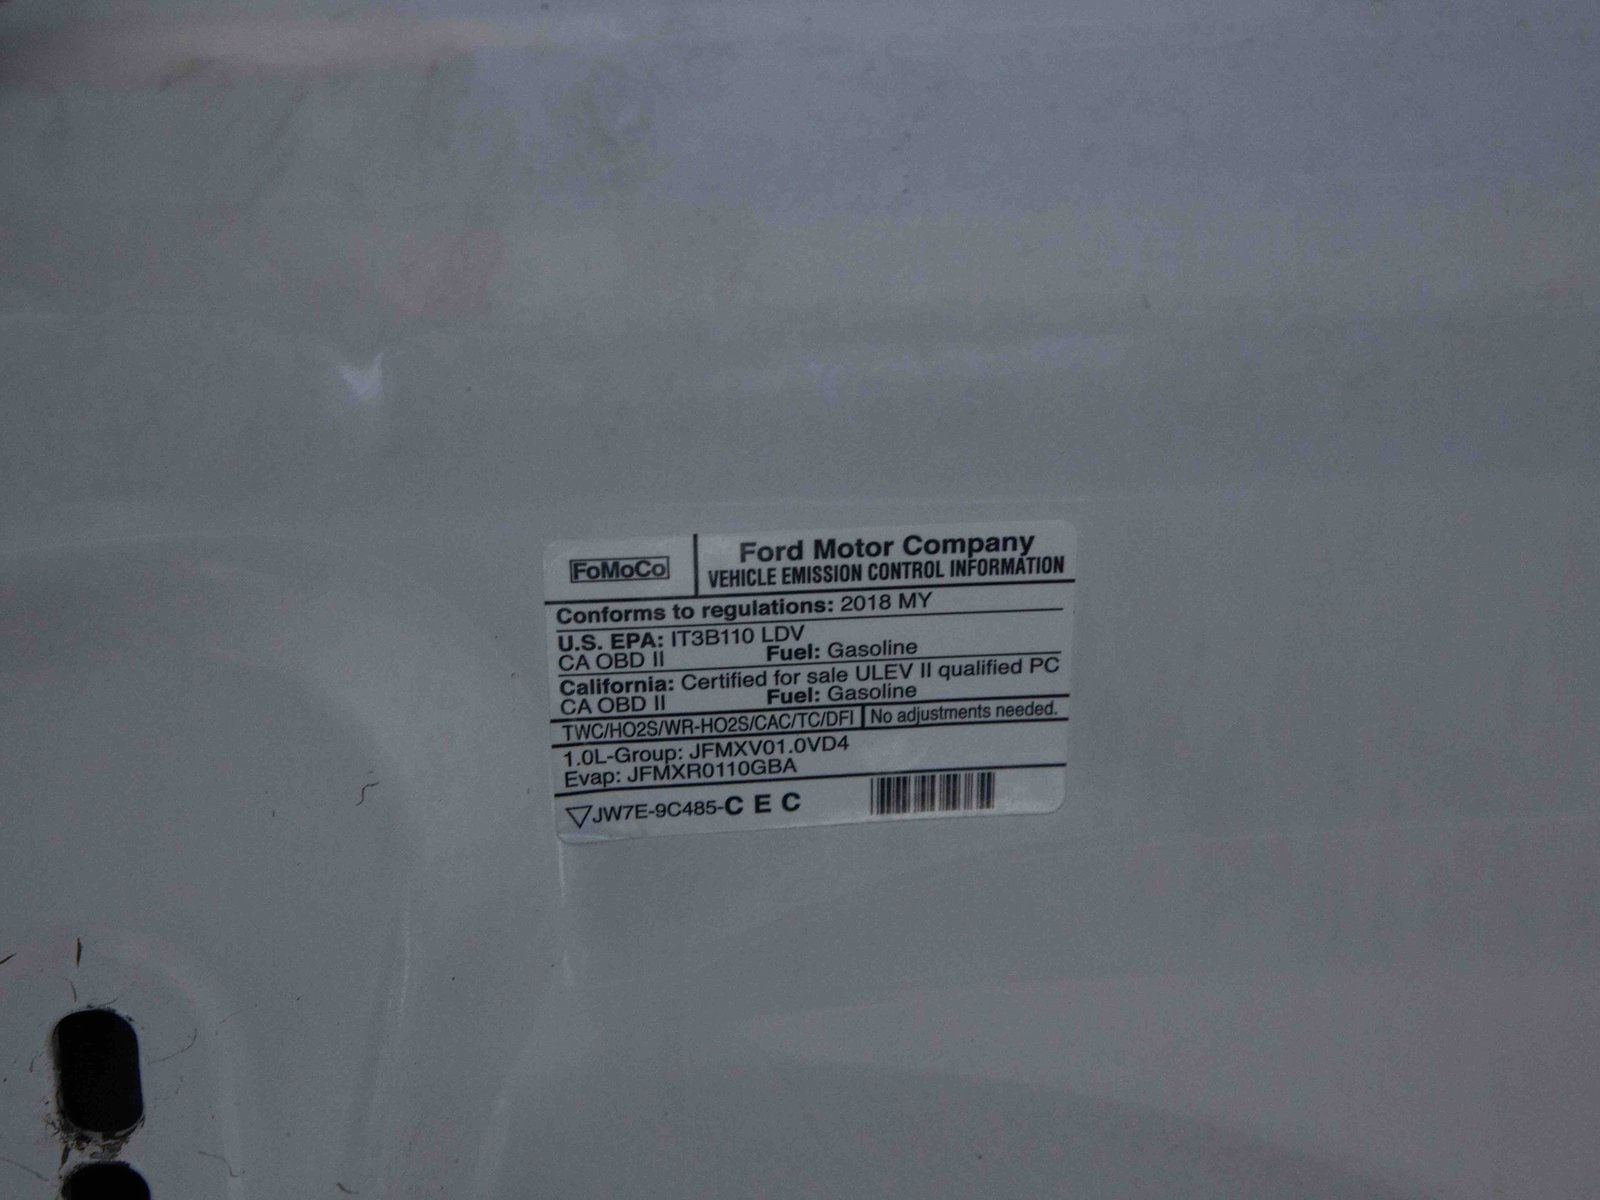 FoMoCo
Ford Motor Company
VEHICLE EMISSION CONTROL INFORMATION
Conforms to regulations: 2018 MY
U.S. EPA: IT3B110 LDV
CA OBD II Fuel: Gasoline
California: Certified for sale ULEV II qualified PC
CA OBD II Fuel: Gasoline
TWC/HO2S/WR-HO2S/CAC/TC/DFI No adjustments needed.
1.0L-Group: JFMXV01.0VD4
Evap: JFMXR0110GBA
JW7E-9C485-C E C